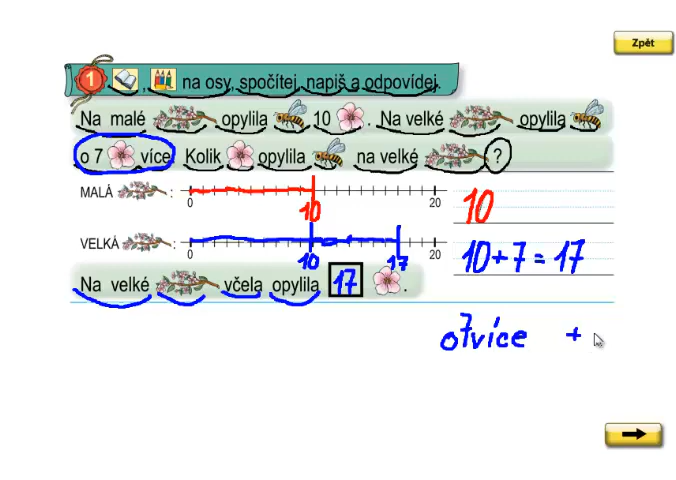 Zpět
1 , na osy, spočítej, napiš a odpovídej.
Na malé opylila 10 . Na velké opylila
o 7 více. Kolik opylila na velké ?
MALÁ : 0 10 20
10
VELKÁ : 0 10 17 20
10+7=17
Na velké včela opylila 17 .
o 7 více +